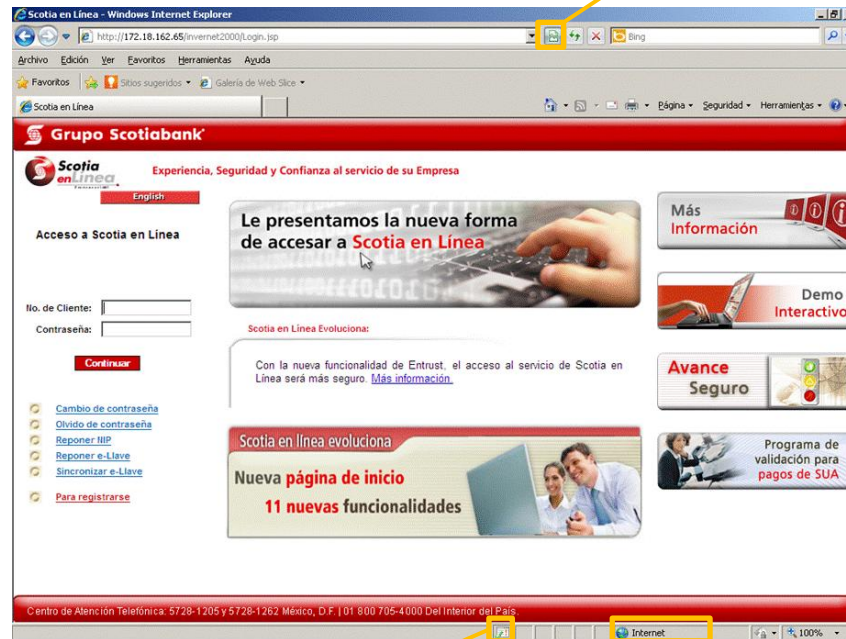 Scotia en Línea - Windows Internet Explorer
http://172.18.162.65/invernet2000/Login.jsp
Bing
Archivo Edición Ver Favoritos Herramientas Ayuda
Favoritos Sitios sugeridos Galería de Web Slice
Scotia en Línea
Página Seguridad Herramientas
Grupo Scotiabank
Scotia
enLínea
Experiencia, Seguridad y Confianza al servicio de su Empresa
English
Acceso a Scotia en Línea
No. de Cliente:
Contraseña:
Continuar
Cambio de contraseña
Olvido de contraseña
Reponer NIP
Reponer e-Llave
Sincronizar e-Llave
Para registrarse
Le presentamos la nueva forma
de accesar a Scotia en Línea
Scotia en Línea Evoluciona:
Con la nueva funcionalidad de Entrust, el acceso al servicio de Scotia en
Línea será más seguro. Más información.
Scotia en línea evoluciona
Nueva página de inicio
11 nuevas funcionalidades
Más
Información
Demo
Interactivo
Avance
Seguro
Programa de
validación para
pagos de SUA
Centro de Atención Telefónica: 5728-1205 y 5728-1262 México, D.F. | 01 800 705-4000 Del Interior del País.
Internet
100%